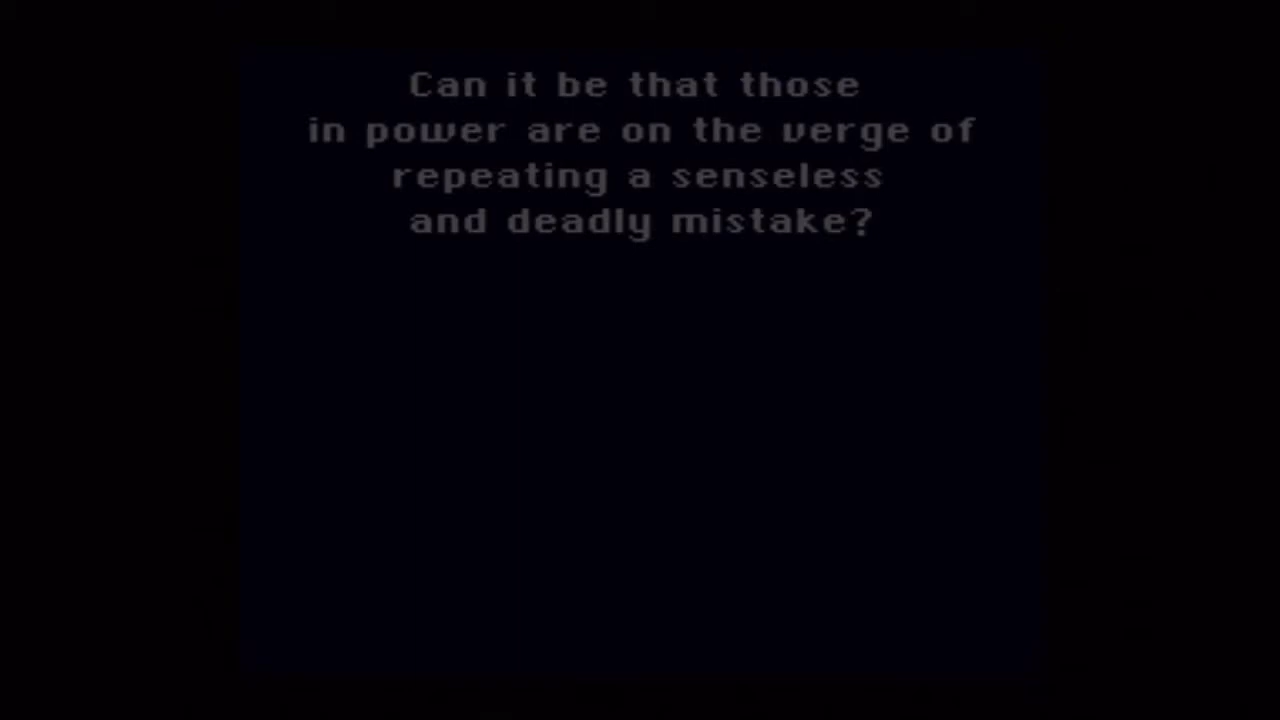 Can it be that those
in power are on the verge of
repeating a senseless
and deadly mistake?